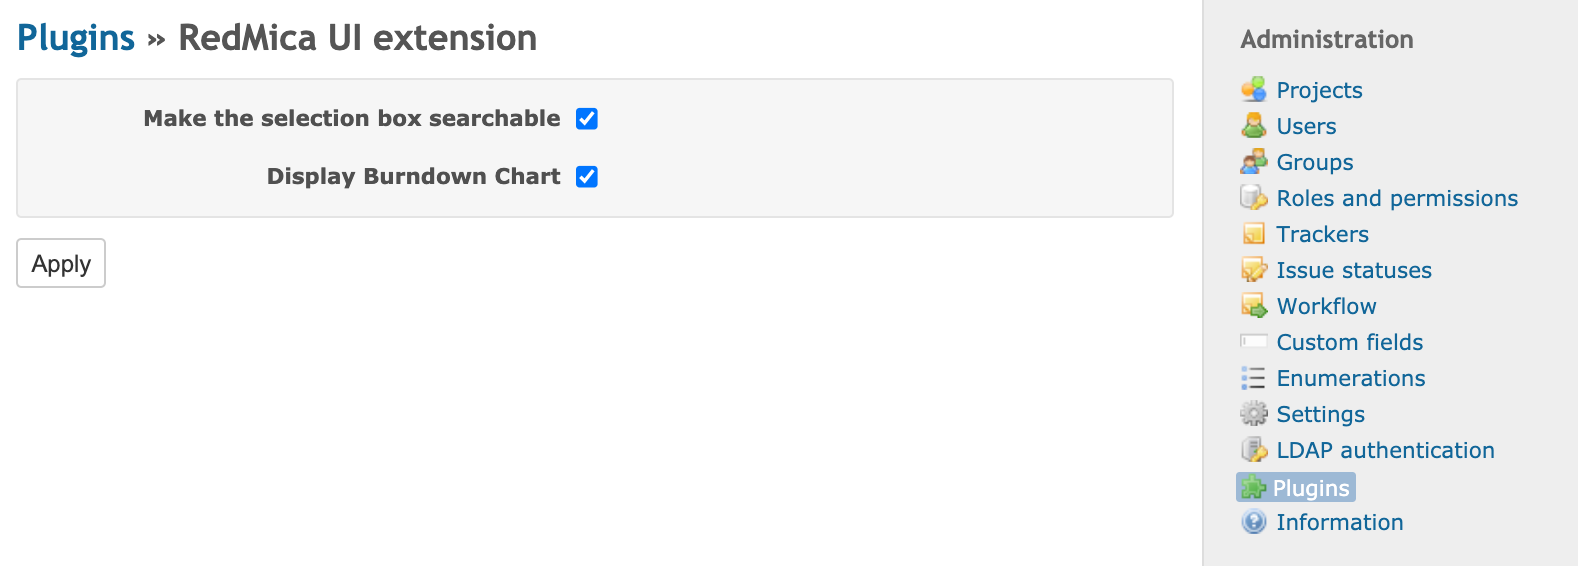 Plugins » RedMica UI extension
Make the selection box searchable
Display Burndown Chart
Apply
Administration
Projects
Users
Groups
Roles and permissions
Trackers
Issue statuses
Workflow
Custom fields
Enumerations
Settings
LDAP authentication
Plugins
Information